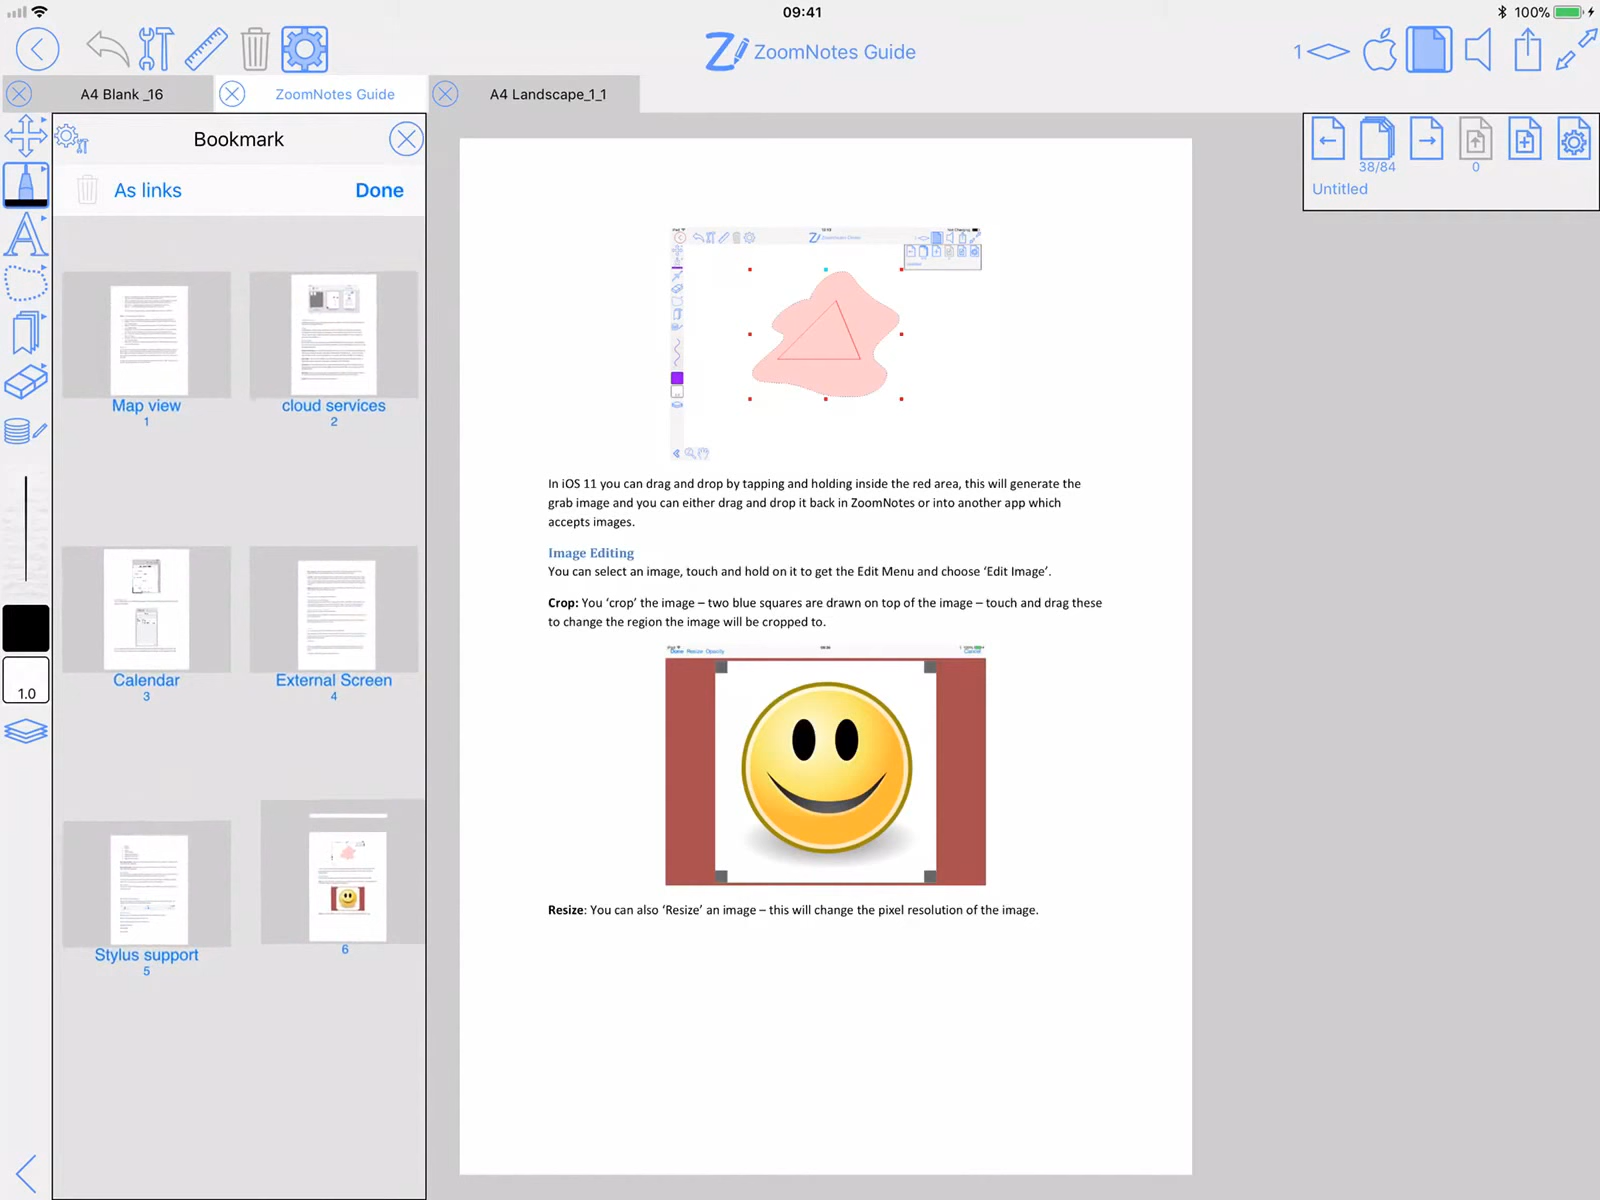 09:41
100%
ZoomNotes Guide
1
A4 Blank _16
ZoomNotes Guide
A4 Landscape_1_1
Bookmark
As links
Done
38/84
0
Untitled
Map view
1
cloud services
2
Calendar
3
External Screen
4
Stylus support
5
6
1.0
In iOS 11 you can drag and drop by tapping and holding inside the red area, this will generate the
grab image and you can either drag and drop it back in ZoomNotes or into another app which
accepts images.
Image Editing
You can select an image, touch and hold on it to get the Edit Menu and choose ‘Edit Image’.
Crop: You ‘crop’ the image – two blue squares are drawn on top of the image – touch and drag these
to change the region the image will be cropped to.
Done Resize Opacity
Cancel
Resize: You can also ‘Resize’ an image – this will change the pixel resolution of the image.